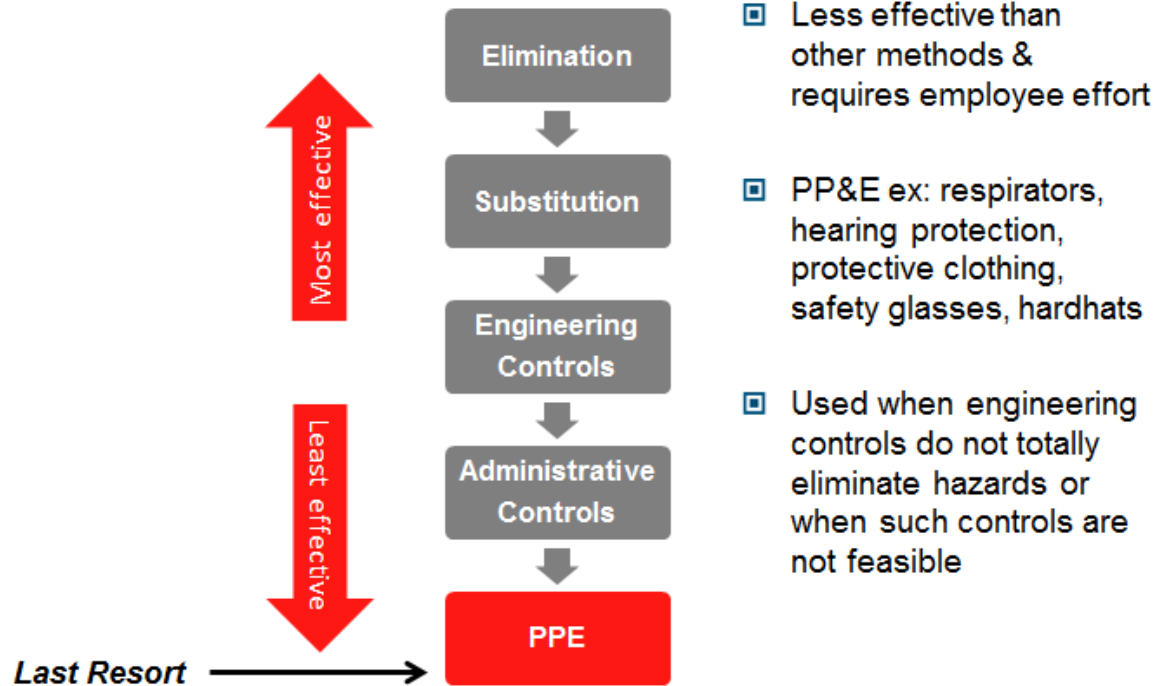 Elimination
Substitution
Engineering
Controls
Administrative
Controls
PPE
Most effective
Least effective
Last Resort
Less effective than
other methods &
requires employee effort
PP&E ex: respirators,
hearing protection,
protective clothing,
safety glasses, hardhats
Used when engineering
controls do not totally
eliminate hazards or
when such controls are
not feasible